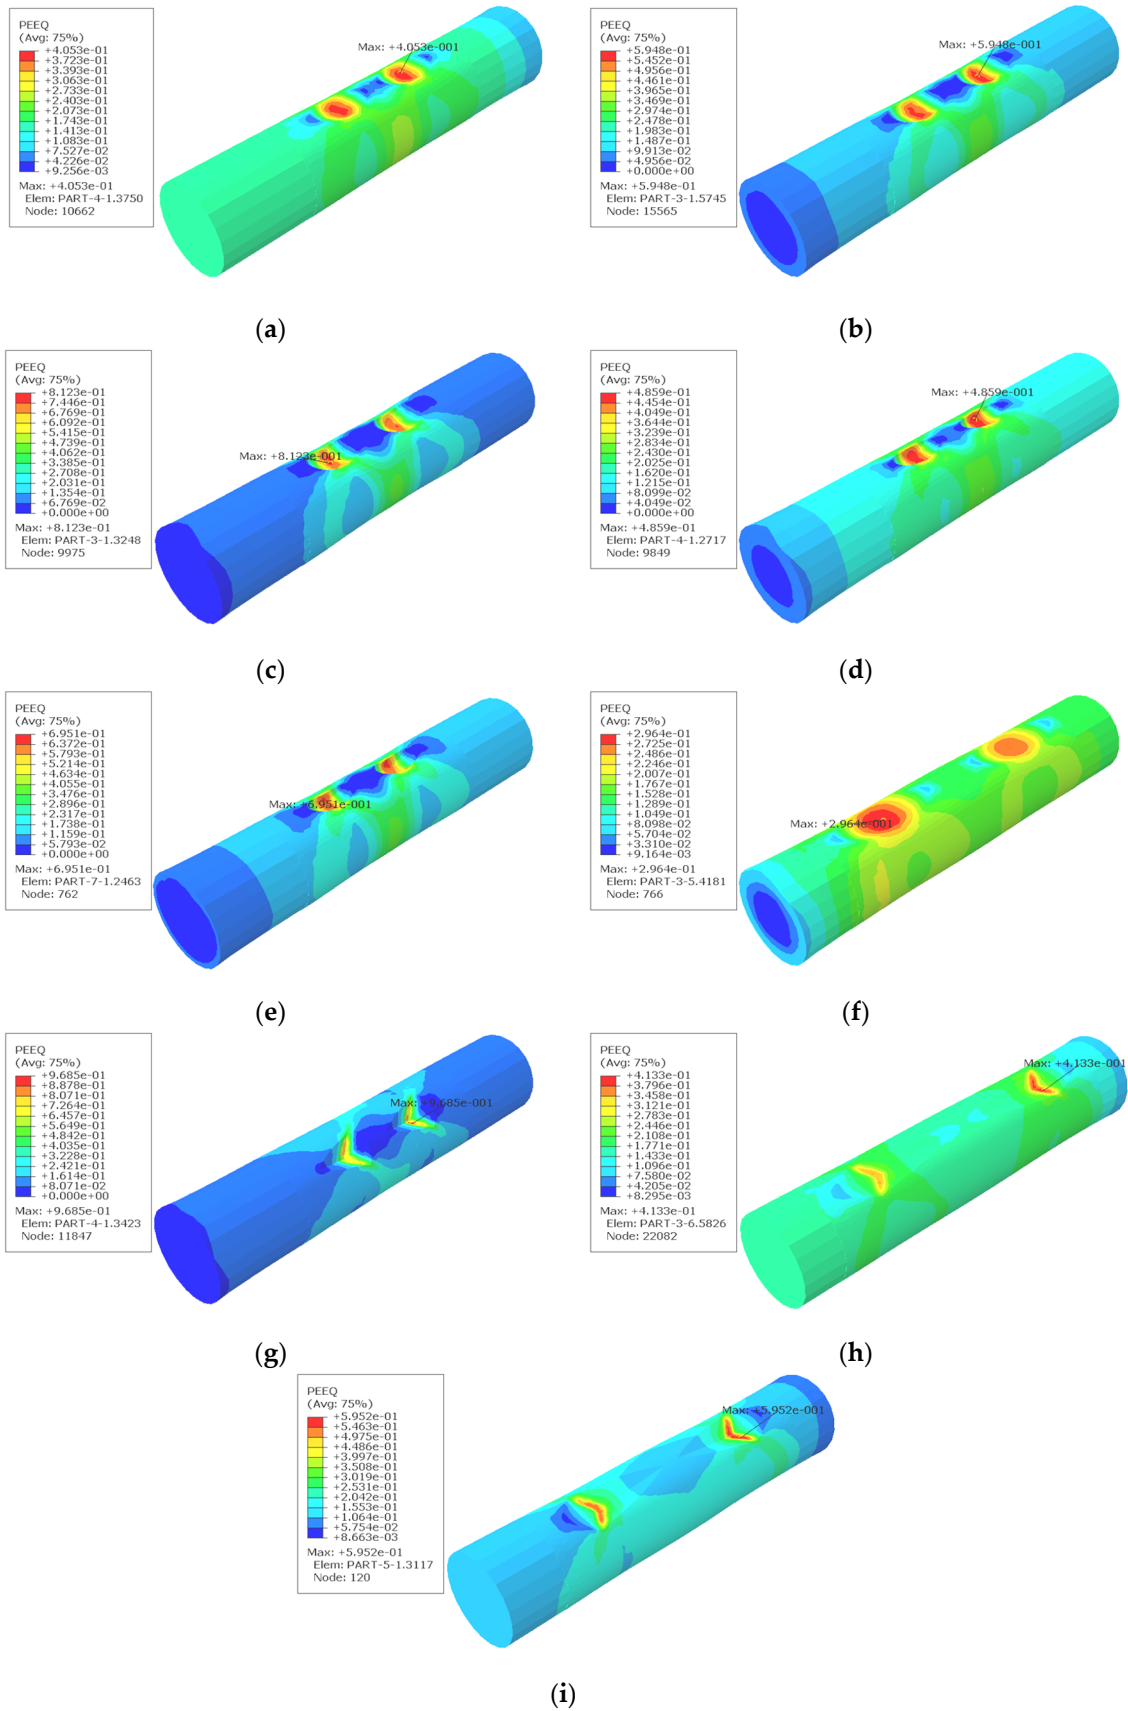 PEEQ
(Avg: 75%)
+4.053e-01
+3.723e-01
+3.393e-01
+3.063e-01
+2.733e-01
+2.403e-01
+2.073e-01
+1.743e-01
+1.413e-01
+1.083e-01
+7.527e-02
+4.226e-02
+9.256e-03
Max: +4.053e-01
Elem: PART-4-1.3750
Node: 10662
Max: +4.053e-001
(a)
PEEQ
(Avg: 75%)
+5.948e-01
+5.452e-01
+4.956e-01
+4.461e-01
+3.965e-01
+3.469e-01
+2.974e-01
+2.478e-01
+1.983e-01
+1.487e-01
+9.913e-02
+4.956e-02
+0.000e+00
Max: +5.948e-01
Elem: PART-3-1.5745
Node: 15565
Max: +5.948e-001
(b)
PEEQ
(Avg: 75%)
+8.123e-01
+7.446e-01
+6.769e-01
+6.092e-01
+5.415e-01
+4.739e-01
+4.062e-01
+3.385e-01
+2.708e-01
+2.031e-01
+1.354e-01
+6.769e-02
+0.000e+00
Max: +8.123e-01
Elem: PART-3-1.3248
Node: 9975
Max: +8.123e-001
(c)
PEEQ
(Avg: 75%)
+4.859e-01
+4.454e-01
+4.049e-01
+3.644e-01
+3.239e-01
+2.834e-01
+2.430e-01
+2.025e-01
+1.620e-01
+1.215e-01
+8.099e-02
+4.049e-02
+0.000e+00
Max: +4.859e-01
Elem: PART-4-1.2717
Node: 9849
Max: +4.859e-001
(d)
PEEQ
(Avg: 75%)
+6.951e-01
+6.372e-01
+5.793e-01
+5.214e-01
+4.634e-01
+4.055e-01
+3.476e-01
+2.896e-01
+2.317e-01
+1.738e-01
+1.159e-01
+5.793e-02
+0.000e+00
Max: +6.951e-01
Elem: PART-7-1.2463
Node: 762
Max: +6.951e-001
(e)
PEEQ
(Avg: 75%)
+2.964e-01
+2.725e-01
+2.486e-01
+2.246e-01
+2.007e-01
+1.767e-01
+1.528e-01
+1.289e-01
+1.049e-01
+8.098e-02
+5.704e-02
+3.310e-02
+9.164e-03
Max: +2.964e-01
Elem: PART-3-5.4181
Node: 766
Max: +2.964e-001
(f)
PEEQ
(Avg: 75%)
+9.685e-01
+8.878e-01
+8.071e-01
+7.264e-01
+6.457e-01
+5.649e-01
+4.842e-01
+4.035e-01
+3.228e-01
+2.421e-01
+1.614e-01
+8.071e-02
+0.000e+00
Max: +9.685e-01
Elem: PART-4-1.3423
Node: 11847
Max: +9.685e-001
(g)
PEEQ
(Avg: 75%)
+4.133e-01
+3.796e-01
+3.458e-01
+3.121e-01
+2.783e-01
+2.446e-01
+2.108e-01
+1.771e-01
+1.433e-01
+1.096e-01
+7.580e-02
+4.205e-02
+8.295e-03
Max: +4.133e-01
Elem: PART-3-6.5826
Node: 22082
Max: +4.133e-001
(h)
PEEQ
(Avg: 75%)
+5.952e-01
+5.463e-01
+4.975e-01
+4.486e-01
+3.997e-01
+3.508e-01
+3.019e-01
+2.531e-01
+2.042e-01
+1.553e-01
+1.064e-01
+5.754e-02
+8.663e-03
Max: +5.952e-01
Elem: PART-5-1.3117
Node: 120
Max: +5.952e-001
(i)